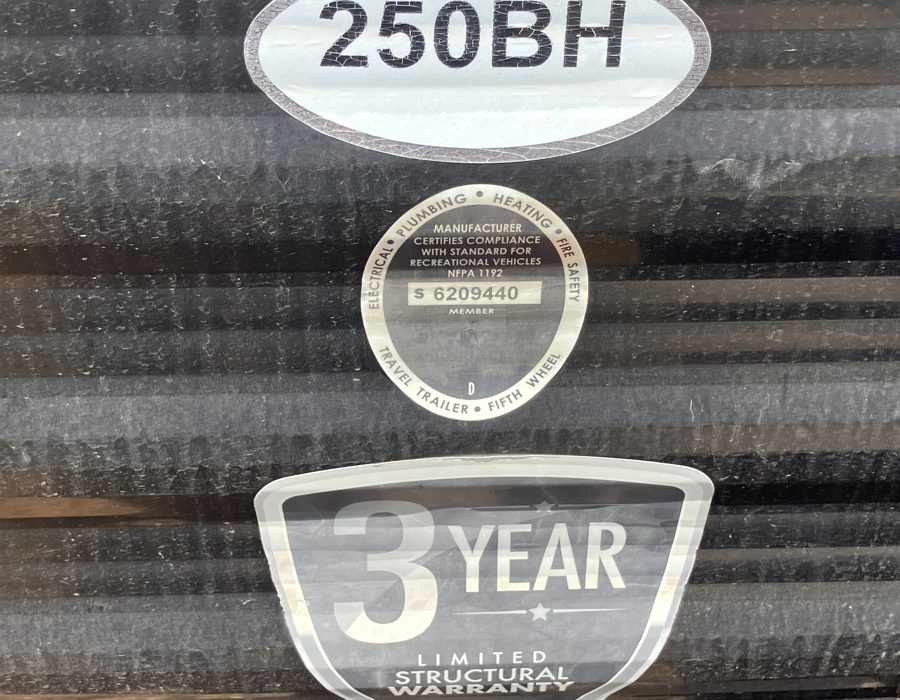 250BH
ELECTRICAL • PLUMBING • HEATING • FIRE SAFETY
MANUFACTURER
CERTIFIES COMPLIANCE
WITH STANDARD FOR
RECREATIONAL VEHICLES
NFPA 1192
S 6209440
MEMBER
D
TRAVEL TRAILER • FIFTH WHEEL
3 YEAR
LIMITED
STRUCTURAL
WARRANTY